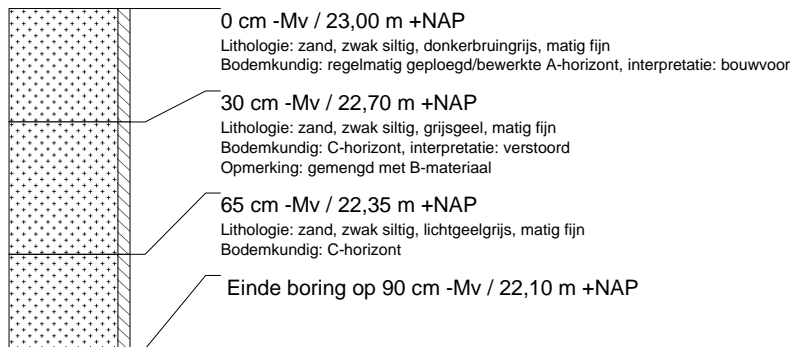 0 cm -Mv / 23,00 m +NAP
Lithologie: zand, zwak siltig, donkerbruingrijs, matig fijn
Bodemkundig: regelmatig geploegd/bewerkte A-horizont, interpretatie: bouwvoor
30 cm -Mv / 22,70 m +NAP
Lithologie: zand, zwak siltig, grijsgeel, matig fijn
Bodemkundig: C-horizont, interpretatie: verstoord
Opmerking: gemengd met B-materiaal
65 cm -Mv / 22,35 m +NAP
Lithologie: zand, zwak siltig, lichtgeelgrijs, matig fijn
Bodemkundig: C-horizont
Einde boring op 90 cm -Mv / 22,10 m +NAP